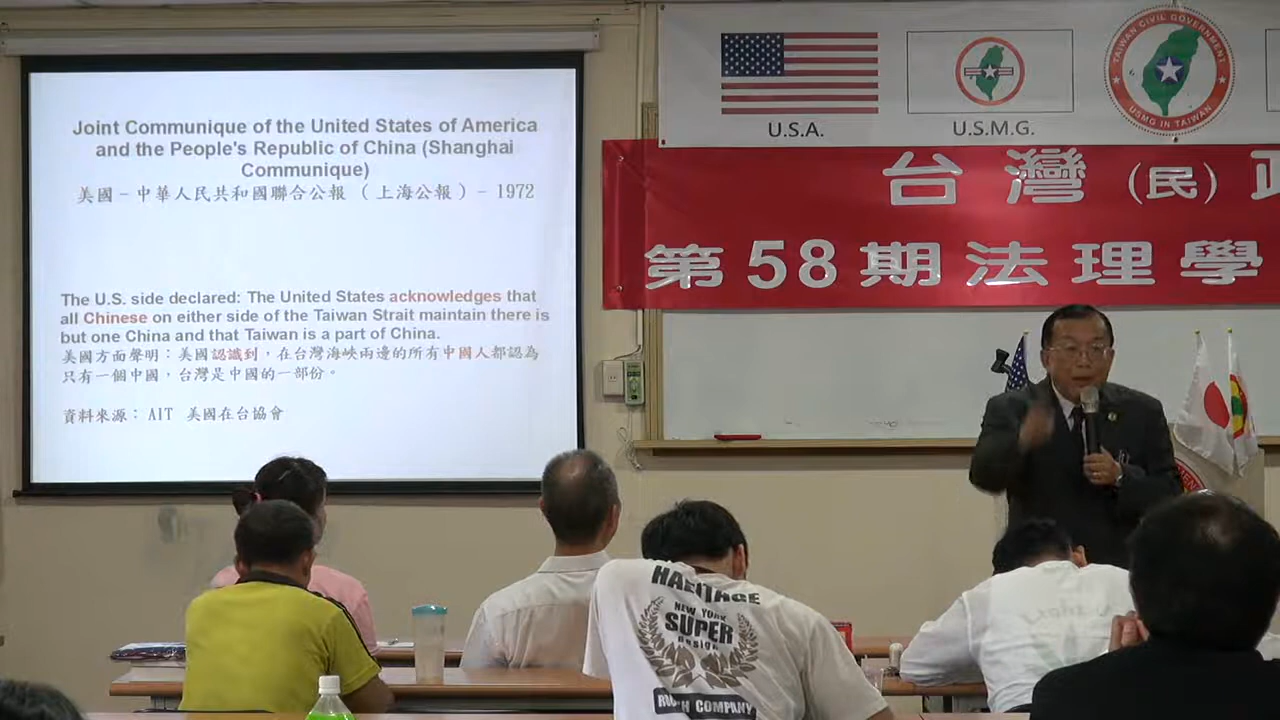 Joint Communique of the United States of America
and the People's Republic of China (Shanghai
Communique)
美國－中華人民共和國聯合公報（上海公報）－1972
The U.S. side declared: The United States acknowledges that
all Chinese on either side of the Taiwan Strait maintain there is
but one China and that Taiwan is a part of China.
美國方面聲明：美國認識到，在台灣海峽兩邊的所有中國人都認為
只有一個中國，台灣是中國的一部份。
資料來源： AIT 美國在台協會
U.S.A.
U.S.M.G.
TAIWAN CIVIL GOVERNMENT
USMG IN TAIWAN
台灣（民）政
第58期法理學
HAEITAGE
NEW YORK
SUPER
DESIGN
COMPANY